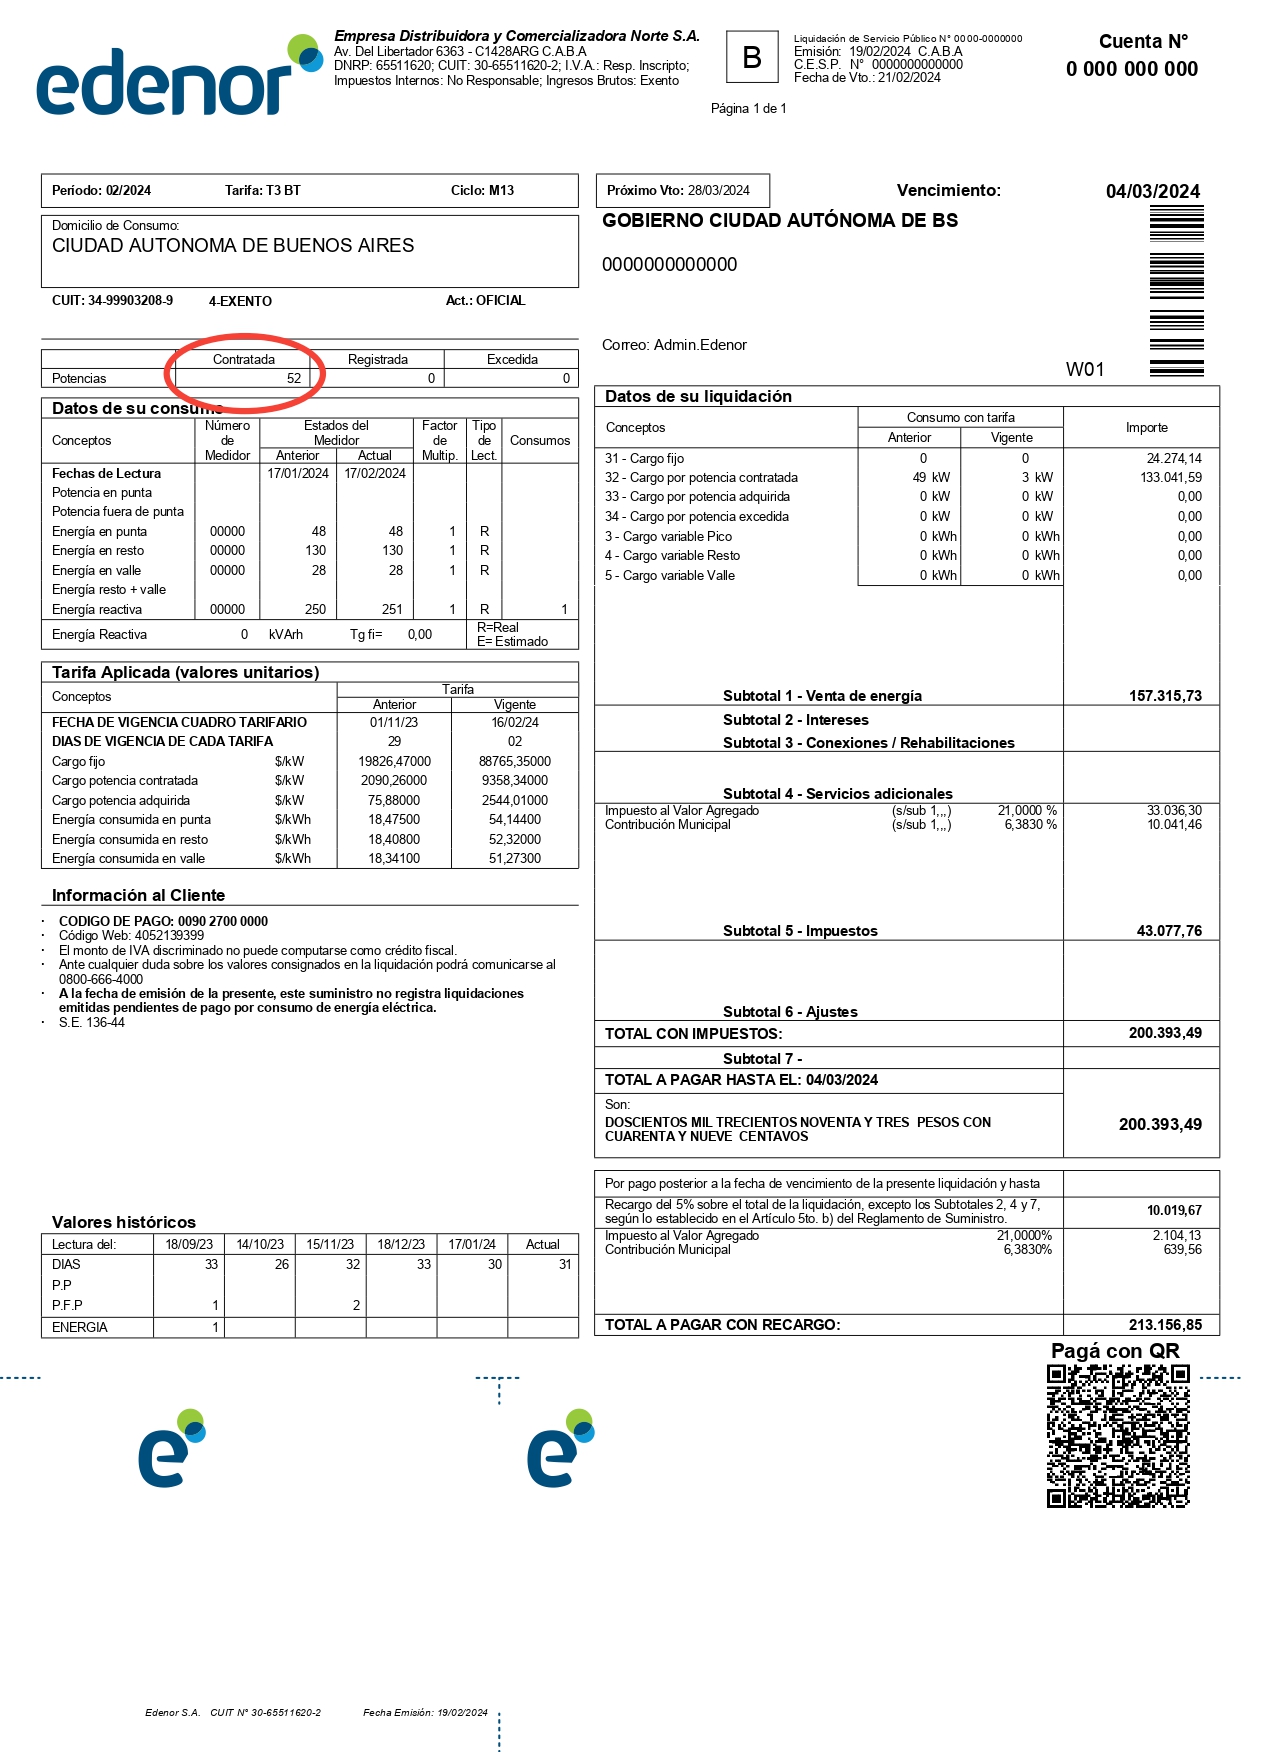 edenor
Empresa Distribuidora y Comercializadora Norte S.A.
Av. Del Libertador 6363 - C1428ARG C.A.B.A
DNRP: 65511620; CUIT: 30-65511620-2; I.V.A.: Resp. Inscripto;
Impuestos Internos: No Responsable; Ingresos Brutos: Exento
B
Página 1 de 1
Liquidación de Servicio Público N° 0000-0000000
Emisión: 19/02/2024 C.A.B.A
C.E.S.P. N° 0000000000000
Fecha de Vto.: 21/02/2024
Cuenta N°
0 000 000 000
Período: 02/2024 Tarifa: T3 BT Ciclo: M13
Domicilio de Consumo:
CIUDAD AUTONOMA DE BUENOS AIRES
CUIT: 34-99903208-9 4-EXENTO Act.: OFICIAL
Próximo Vto: 28/03/2024 Vencimiento: 04/03/2024
GOBIERNO CIUDAD AUTÓNOMA DE BS
0000000000000
Correo: Admin.Edenor
W01
Contratada Registrada Excedida
Potencias 52 0 0
Datos de su consumo
Conceptos Número de Medidor Estados del Medidor Factor de Multip. Tipo de Lect. Consumos
Anterior Actual
Fechas de Lectura 17/01/2024 17/02/2024
Potencia en punta
Potencia fuera de punta
Energía en punta 00000 48 48 1 R
Energía en resto 00000 130 130 1 R
Energía en valle 00000 28 28 1 R
Energía resto + valle
Energía reactiva 00000 250 251 1 R 1
Energía Reactiva 0 kVArh Tg fi= 0,00 R=Real
E= Estimado
Tarifa Aplicada (valores unitarios)
Conceptos Tarifa
Anterior Vigente
FECHA DE VIGENCIA CUADRO TARIFARIO 01/11/23 16/02/24
DIAS DE VIGENCIA DE CADA TARIFA 29 02
Cargo fijo $/kW 19826,47000 88765,35000
Cargo potencia contratada $/kW 2090,26000 9358,34000
Cargo potencia adquirida $/kW 75,88000 2544,01000
Energía consumida en punta $/kWh 18,47500 54,14400
Energía consumida en resto $/kWh 18,40800 52,32000
Energía consumida en valle $/kWh 18,34100 51,27300
Información al Cliente
· CODIGO DE PAGO: 0090 2700 0000
· Código Web: 4052139399
· El monto de IVA discriminado no puede computarse como crédito fiscal.
· Ante cualquier duda sobre los valores consignados en la liquidación podrá comunicarse al
0800-666-4000
· A la fecha de emisión de la presente, este suministro no registra liquidaciones
emitidas pendientes de pago por consumo de energía eléctrica.
· S.E. 136-44
Valores históricos
Lectura del: 18/09/23 14/10/23 15/11/23 18/12/23 17/01/24 Actual
DIAS 33 26 32 33 30 31
P.P
P.F.P 1 2
ENERGIA 1
Datos de su liquidación
Conceptos Consumo con tarifa Importe
Anterior Vigente
31 - Cargo fijo 0 0 24.274,14
32 - Cargo por potencia contratada 49 kW 3 kW 133.041,59
33 - Cargo por potencia adquirida 0 kW 0 kW 0,00
34 - Cargo por potencia excedida 0 kW 0 kW 0,00
3 - Cargo variable Pico 0 kWh 0 kWh 0,00
4 - Cargo variable Resto 0 kWh 0 kWh 0,00
5 - Cargo variable Valle 0 kWh 0 kWh 0,00
Subtotal 1 - Venta de energía 157.315,73
Subtotal 2 - Intereses
Subtotal 3 - Conexiones / Rehabilitaciones
Subtotal 4 - Servicios adicionales
Impuesto al Valor Agregado (s/sub 1,,,) 21,0000 % 33.036,30
Contribución Municipal (s/sub 1,,,) 6,3830 % 10.041,46
Subtotal 5 - Impuestos 43.077,76
Subtotal 6 - Ajustes
TOTAL CON IMPUESTOS: 200.393,49
Subtotal 7 -
TOTAL A PAGAR HASTA EL: 04/03/2024
Son:
DOSCIENTOS MIL TRECIENTOS NOVENTA Y TRES PESOS CON
CUARENTA Y NUEVE CENTAVOS
200.393,49
Por pago posterior a la fecha de vencimiento de la presente liquidación y hasta
Recargo del 5% sobre el total de la liquidación, excepto los Subtotales 2, 4 y 7,
según lo establecido en el Artículo 5to. b) del Reglamento de Suministro.
10.019,67
Impuesto al Valor Agregado 21,0000% 2.104,13
Contribución Municipal 6,3830% 639,56
TOTAL A PAGAR CON RECARGO: 213.156,85
Pagá con QR
e
e
Edenor S.A. CUIT N° 30-65511620-2 Fecha Emisión: 19/02/2024